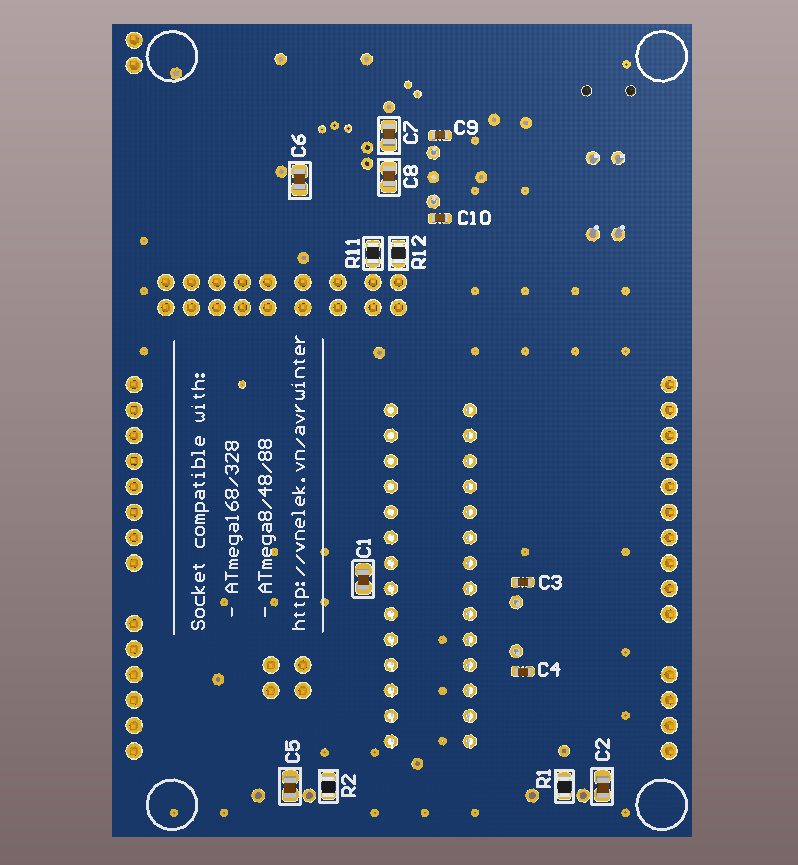 C6
C7
C9
C8
C10
R11
R12
Socket compatible with:
- ATmega168/328
- ATmega8/48/88
http://vnelek.vn/avrwinter
C1
C3
C4
C5
R2
R1
C2